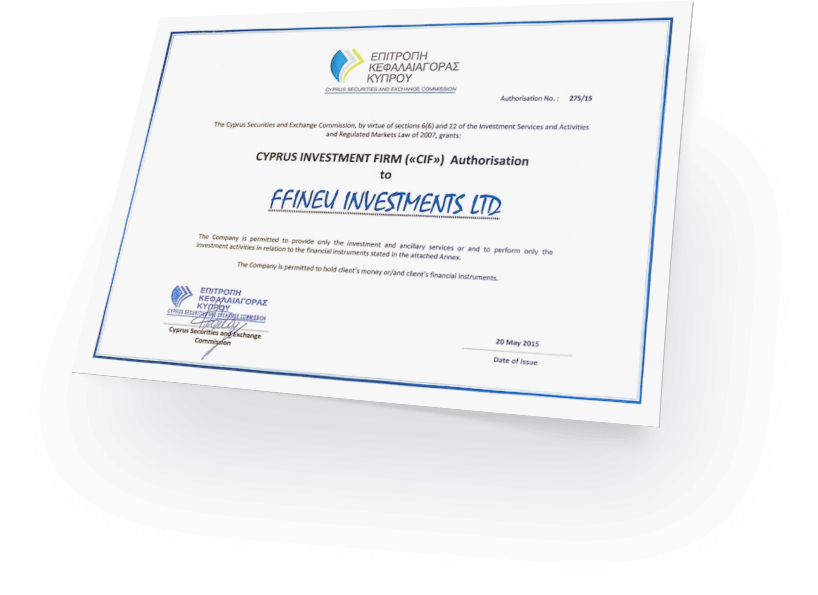 ΕΠΙΤΡΟΠΗ
ΚΕΦΑΛΑΙΑΓΟΡΑΣ
ΚΥΠΡΟΥ
CYPRUS SECURITIES AND EXCHANGE COMMISSION
Authorisation No. : 275/15
The Cyprus Securities and Exchange Commission, by virtue of sections 6(6) and 22 of the Investment Services and Activities
and Regulated Markets Law of 2007, grants:
CYPRUS INVESTMENT FIRM («CIF») Authorisation
to
FFINEU INVESTMENTS LTD
The Company is permitted to provide only the investment and ancillary services or and to perform only the
investment activities in relation to the financial instruments stated in the attached Annex.
The Company is permitted to hold client's money or/and client's financial instruments.
ΕΠΙΤΡΟΠΗ
ΚΕΦΑΛΑΙΑΓΟΡΑΣ
ΚΥΠΡΟΥ
CYPRUS SECURITIES AND EXCHANGE COMMISSION
Cyprus Securities and Exchange
Commission
20 May 2015
Date of Issue